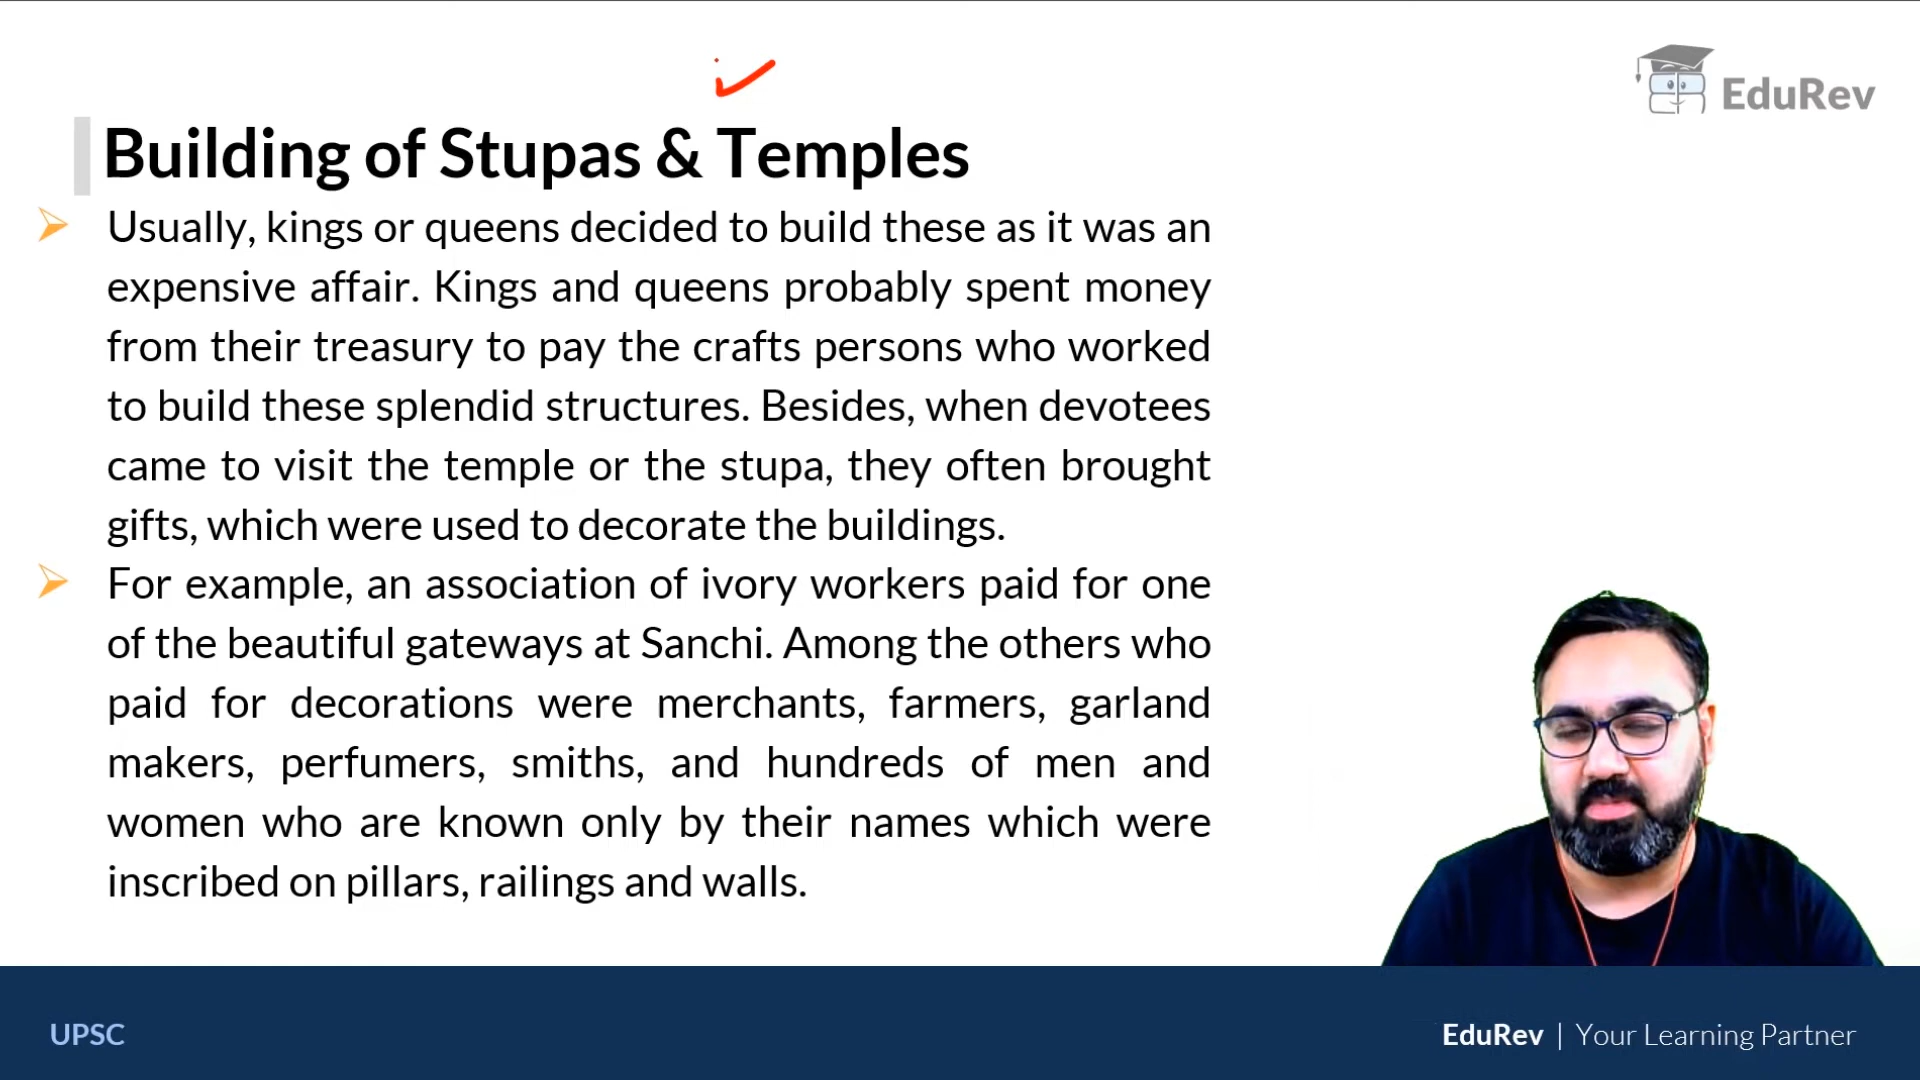 EduRev
Building of Stupas & Temples
Usually, kings or queens decided to build these as it was an
expensive affair. Kings and queens probably spent money
from their treasury to pay the crafts persons who worked
to build these splendid structures. Besides, when devotees
came to visit the temple or the stupa, they often brought
gifts, which were used to decorate the buildings.
For example, an association of ivory workers paid for one
of the beautiful gateways at Sanchi. Among the others who
paid for decorations were merchants, farmers, garland
makers, perfumers, smiths, and hundreds of men and
women who are known only by their names which were
inscribed on pillars, railings and walls.
UPSC
EduRev | Your Learning Partner